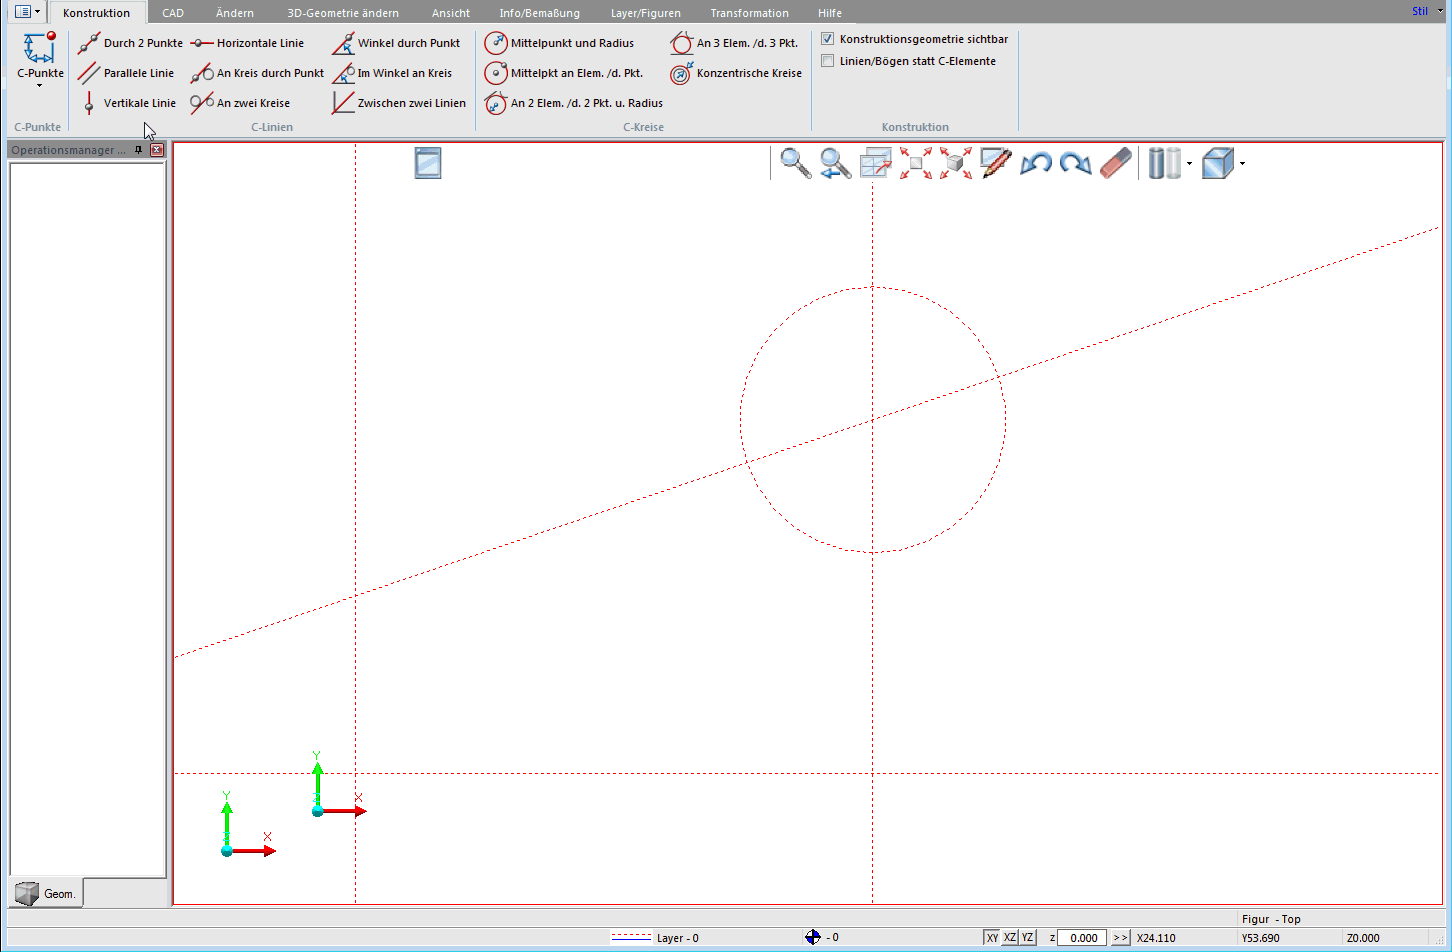 Konstruktion CAD Ändern 3D-Geometrie ändern Ansicht Info/Bemaßung Layer/Figuren Transformation Hilfe Stil
Durch 2 Punkte Horizontale Linie Winkel durch Punkt Mittelpunkt und Radius An 3 Elem. /d. 3 Pkt. Konstruktionsgeometrie sichtbar
Linien/Bögen statt C-Elemente
C-Punkte Parallele Linie An Kreis durch Punkt Im Winkel an Kreis Mittelpkt an Elem. /d. Pkt. Konzentrische Kreise
Vertikale Linie An zwei Kreise Zwischen zwei Linien An 2 Elem. /d. 2 Pkt. u. Radius
C-Punkte C-Linien C-Kreise Konstruktion
Operationsmanager ...
Y
X
Z
Y
X
Z
Geom.
Figur - Top
Layer - 0 - 0 XY XZ YZ z 0.000 >> X24.110 Y53.690 Z0.000